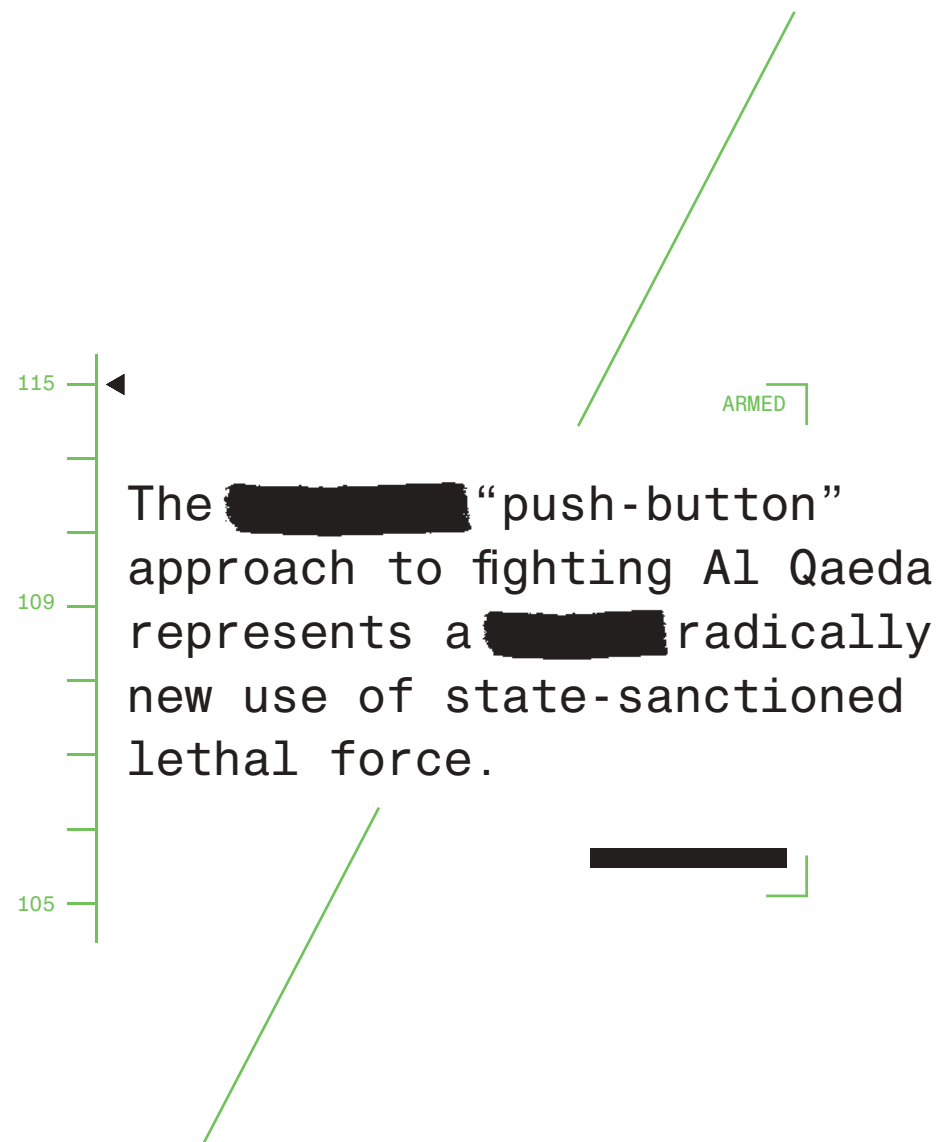 115
ARMED
The “push-button”
approach to fighting Al Qaeda
109
represents a radically
new use of state-sanctioned
lethal force.
105